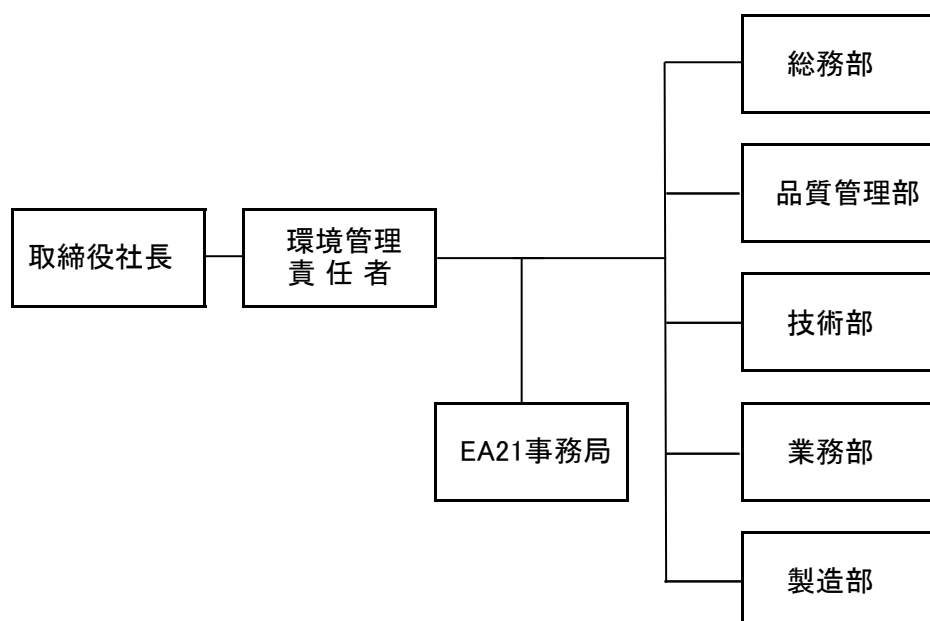 取締役社長
環境管理
責 任 者
EA21事務局
総務部
品質管理部
技術部
業務部
製造部